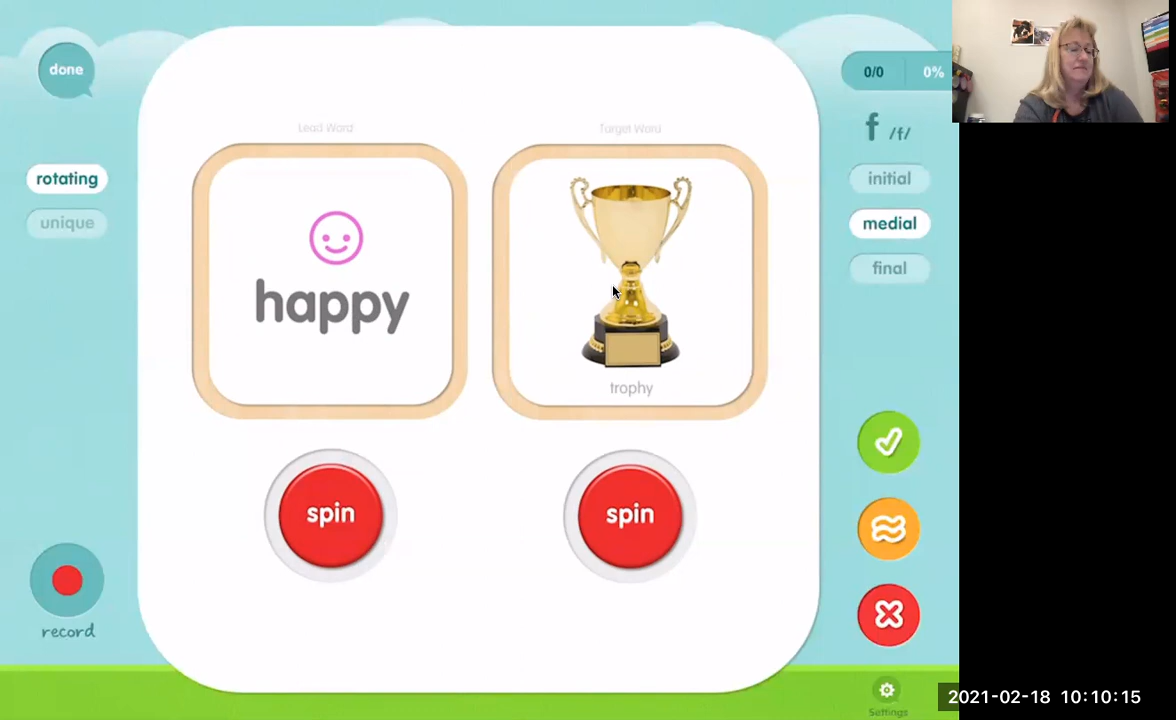 done
0/0 0%
f /f/
Lead Word Target Word
rotating
unique
initial
medial
final
happy
trophy
spin spin
record
Settings
2021-02-18 10:10:15